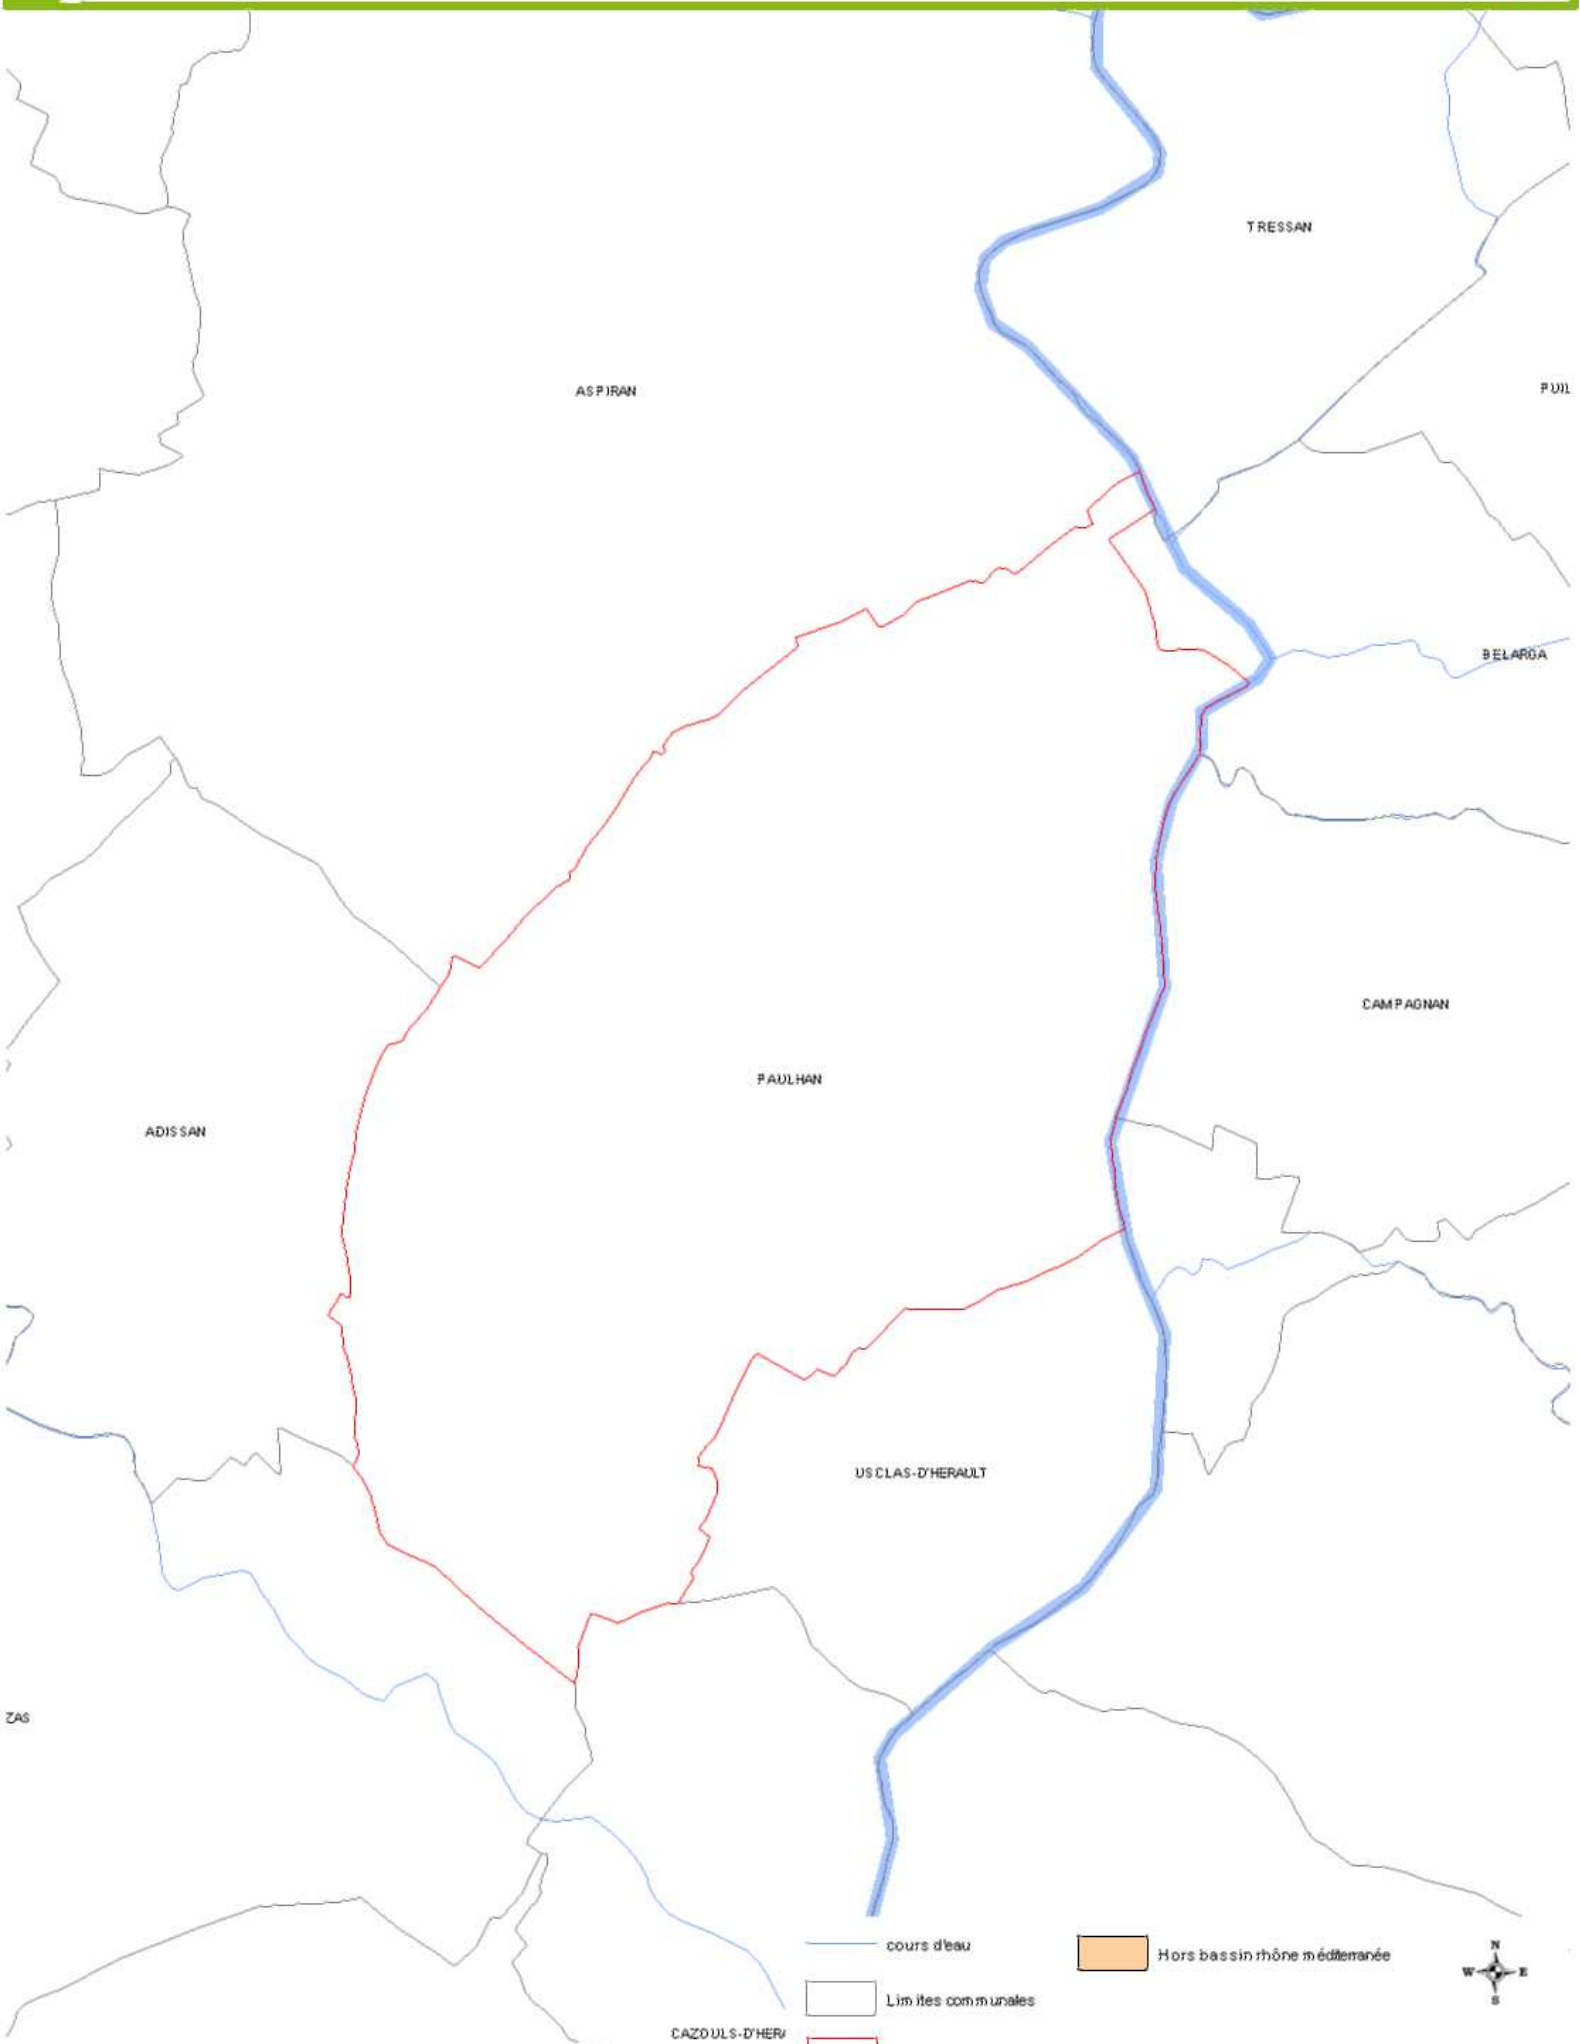 TRESSAN
ASPIRAN
PUIL
BELARGA
CAMPAGNAN
PAULHAN
ADISSAN
USCLAS-D'HERAULT
ZAS
cours d'eau
Hors bassin rhône méditerranée
N
W E
S
Limites communales
CAZOULS-D'HERA